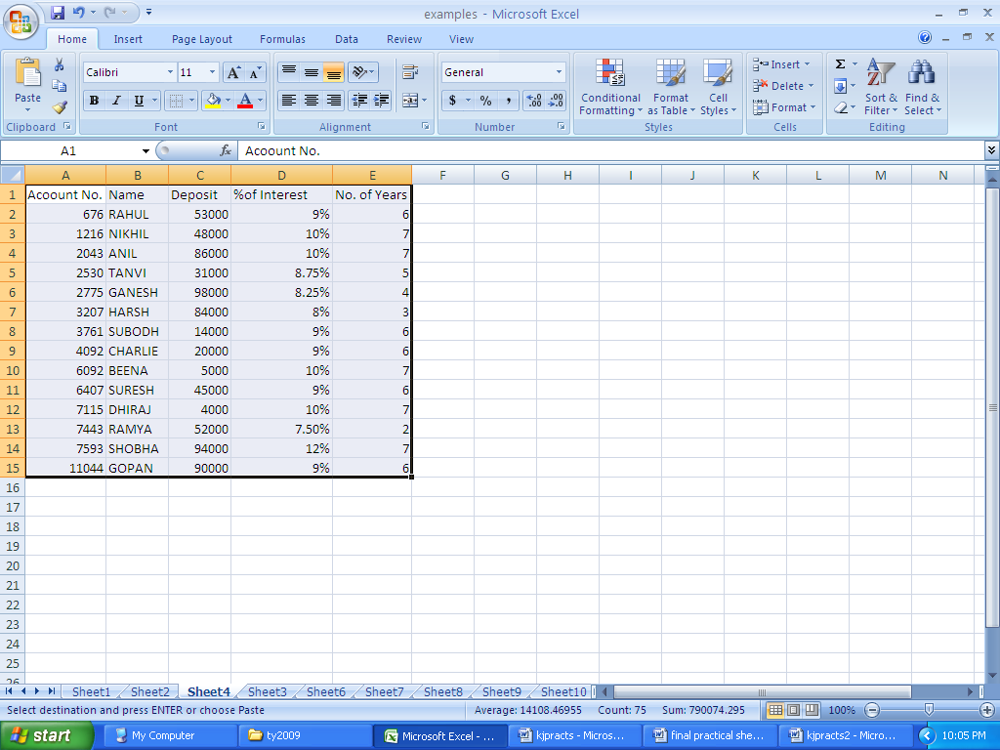 examples - Microsoft Excel
Home Insert Page Layout Formulas Data Review View
Paste
Calibri 11
B I U
General
$ % ,
Conditional Formatting
Format as Table
Cell Styles
Insert
Delete
Format
Σ
Sort & Filter
Find & Select
Clipboard Font Alignment Number Styles Cells Editing
A1 fx Acoount No.
A B C D E F G H I J K L M N
1 Acoount No. Name Deposit %of Interest No. of Years
2 676 RAHUL 53000 9% 6
3 1216 NIKHIL 48000 10% 7
4 2043 ANIL 86000 10% 7
5 2530 TANVI 31000 8.75% 5
6 2775 GANESH 98000 8.25% 4
7 3207 HARSH 84000 8% 3
8 3761 SUBODH 14000 9% 6
9 4092 CHARLIE 20000 9% 6
10 6092 BEENA 5000 10% 7
11 6407 SURESH 45000 9% 6
12 7115 DHIRAJ 4000 10% 7
13 7443 RAMYA 52000 7.50% 2
14 7593 SHOBHA 94000 12% 7
15 11044 GOPAN 90000 9% 6
16
17
18
19
20
21
22
23
24
25
26
Sheet1 Sheet2 Sheet4 Sheet3 Sheet6 Sheet7 Sheet8 Sheet9 Sheet10
Select destination and press ENTER or choose Paste Average: 14108.46955 Count: 75 Sum: 790074.295 100%
start My Computer ty2009 Microsoft Excel - ... kjpracts - Micros... final practical she... kjpracts2 - Micro... 10:05 PM